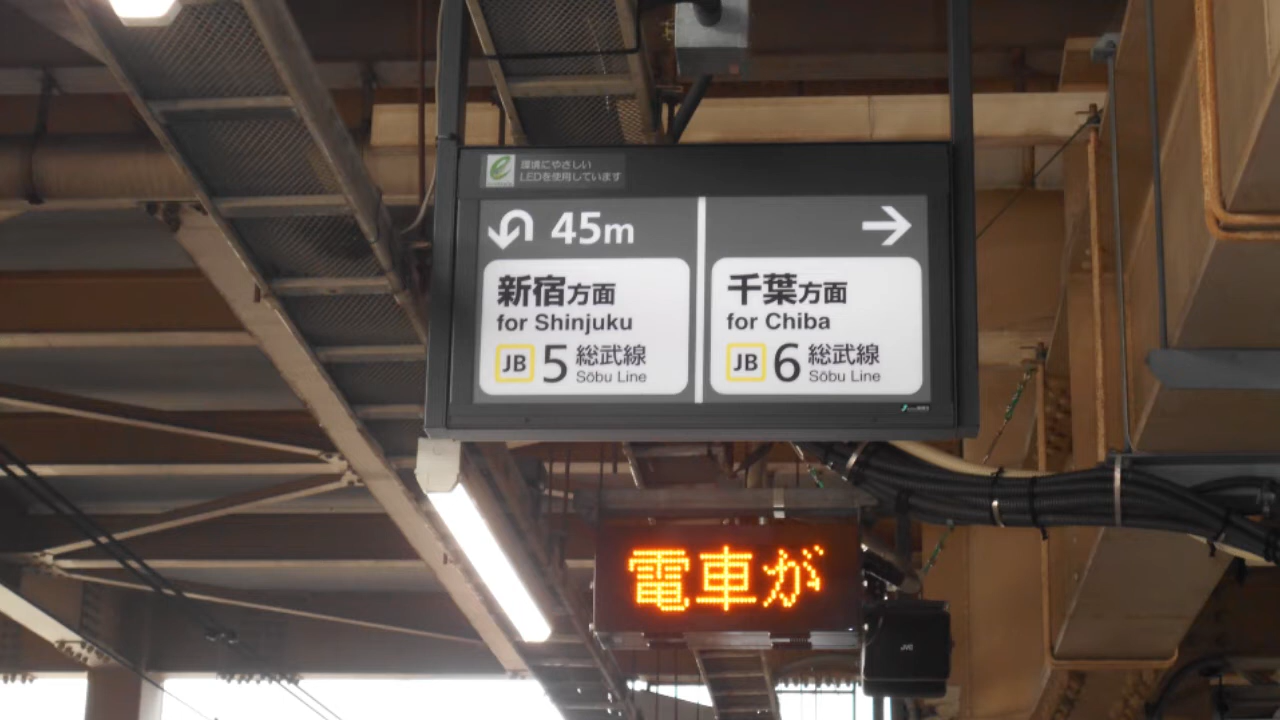 環境にやさしい
LEDを使用しています
45m
新宿方面
for Shinjuku
JB 5 総武線
Sōbu Line
千葉方面
for Chiba
JB 6 総武線
Sōbu Line
電車が
JVC